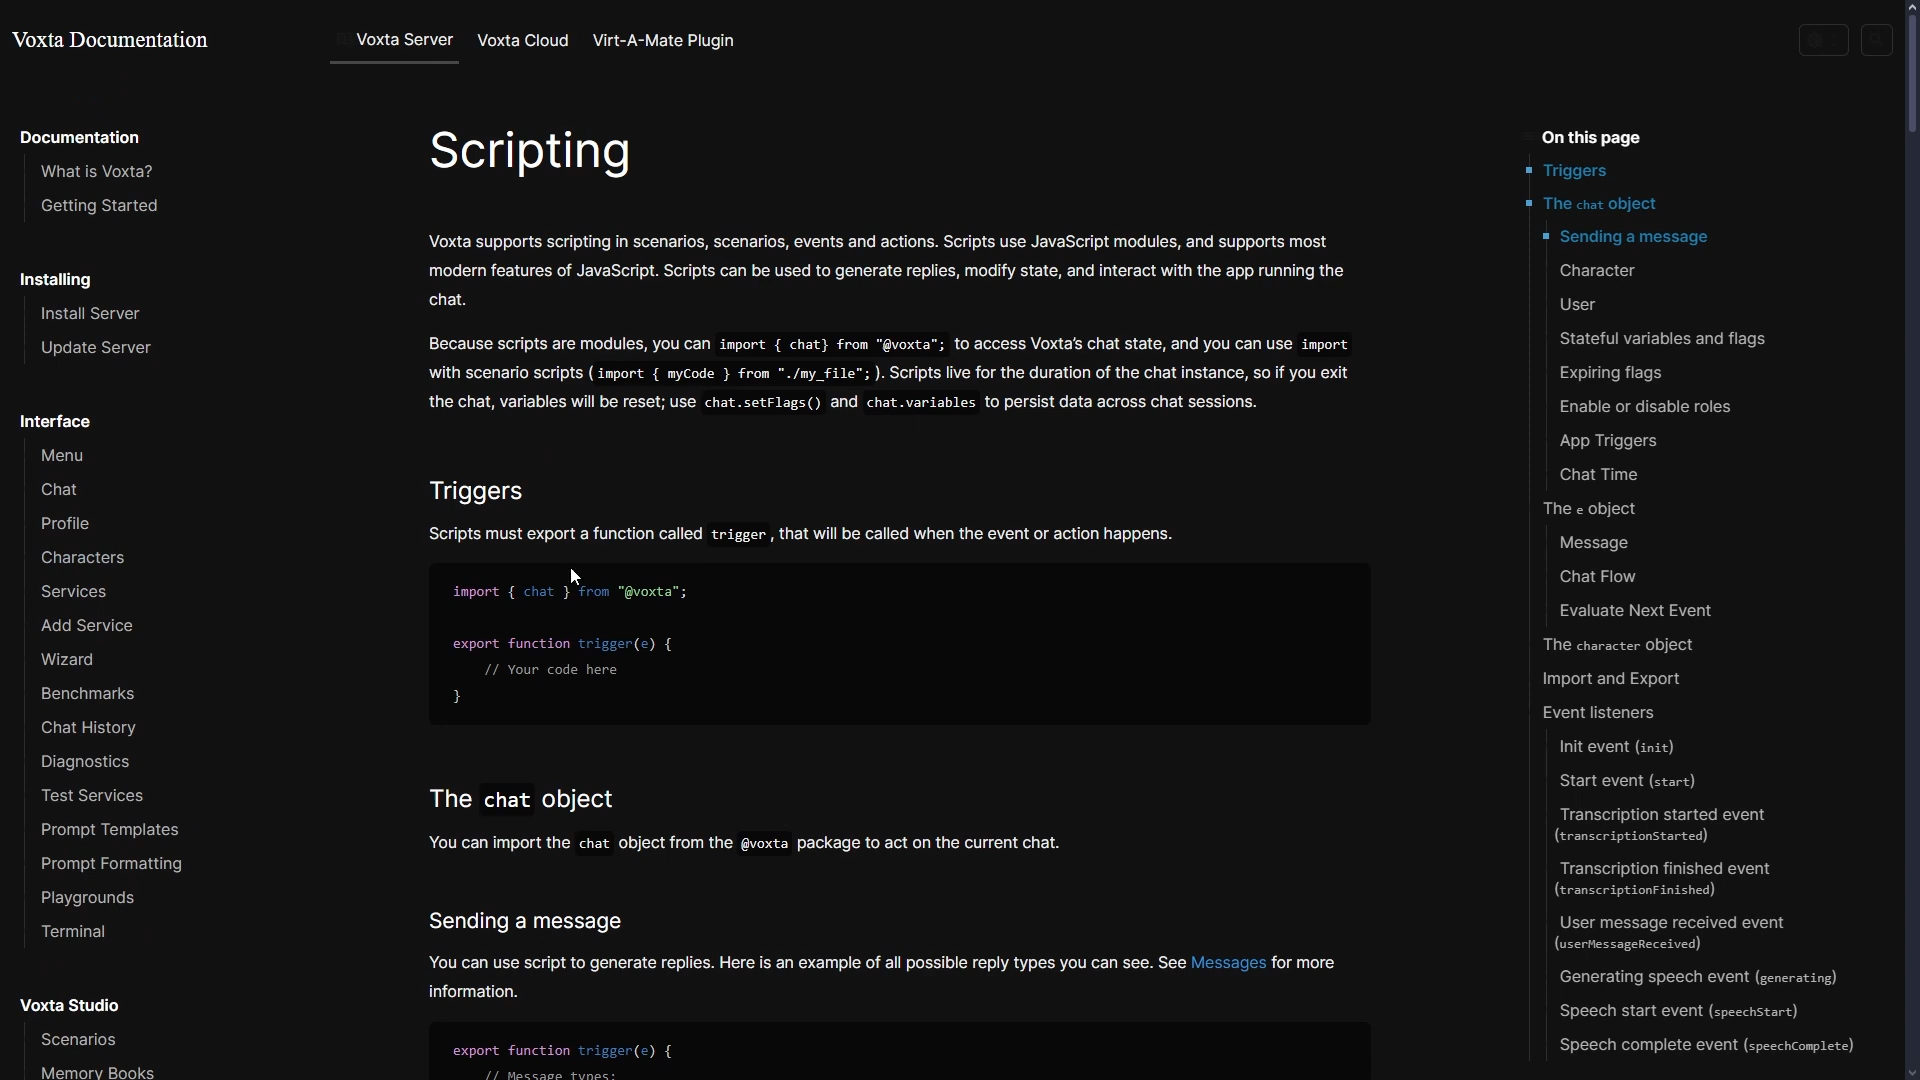 Voxta Documentation
Voxta Server
Voxta Cloud
Virt-A-Mate Plugin
Documentation
What is Voxta?
Getting Started
Installing
Install Server
Update Server
Interface
Menu
Chat
Profile
Characters
Services
Add Service
Wizard
Benchmarks
Chat History
Diagnostics
Test Services
Prompt Templates
Prompt Formatting
Playgrounds
Terminal
Voxta Studio
Scenarios
Memory Books
Scripting
Voxta supports scripting in scenarios, scenarios, events and actions. Scripts use JavaScript modules, and supports most
modern features of JavaScript. Scripts can be used to generate replies, modify state, and interact with the app running the
chat.
Because scripts are modules, you can import { chat} from "@voxta"; to access Voxta's chat state, and you can use import
with scenario scripts ( import { myCode } from "./my_file"; ). Scripts live for the duration of the chat instance, so if you exit
the chat, variables will be reset; use chat.setFlags() and chat.variables to persist data across chat sessions.
Triggers
Scripts must export a function called trigger , that will be called when the event or action happens.
import { chat } from "@voxta";
export function trigger(e) {
// Your code here
}
The chat object
You can import the chat object from the @voxta package to act on the current chat.
Sending a message
You can use script to generate replies. Here is an example of all possible reply types you can see. See Messages for more
information.
export function trigger(e) {
// Message types:
On this page
Triggers
The chat object
Sending a message
Character
User
Stateful variables and flags
Expiring flags
Enable or disable roles
App Triggers
Chat Time
The e object
Message
Chat Flow
Evaluate Next Event
The character object
Import and Export
Event listeners
Init event (init)
Start event (start)
Transcription started event
(transcriptionStarted)
Transcription finished event
(transcriptionFinished)
User message received event
(userMessageReceived)
Generating speech event (generating)
Speech start event (speechStart)
Speech complete event (speechComplete)